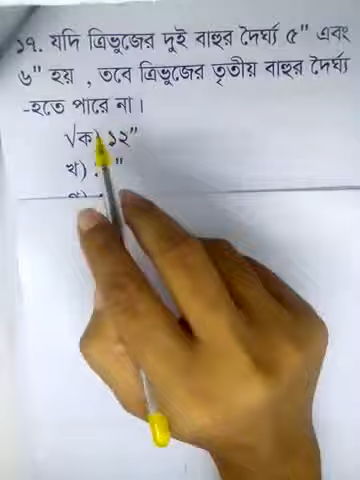 ১৭. যদি ত্রিভুজের দুই বাহুর দৈর্ঘ্য ৫" এবং
৬" হয় , তবে ত্রিভুজের তৃতীয় বাহুর দৈর্ঘ্য
-হতে পারে না।
√ক) ১২"
খ)